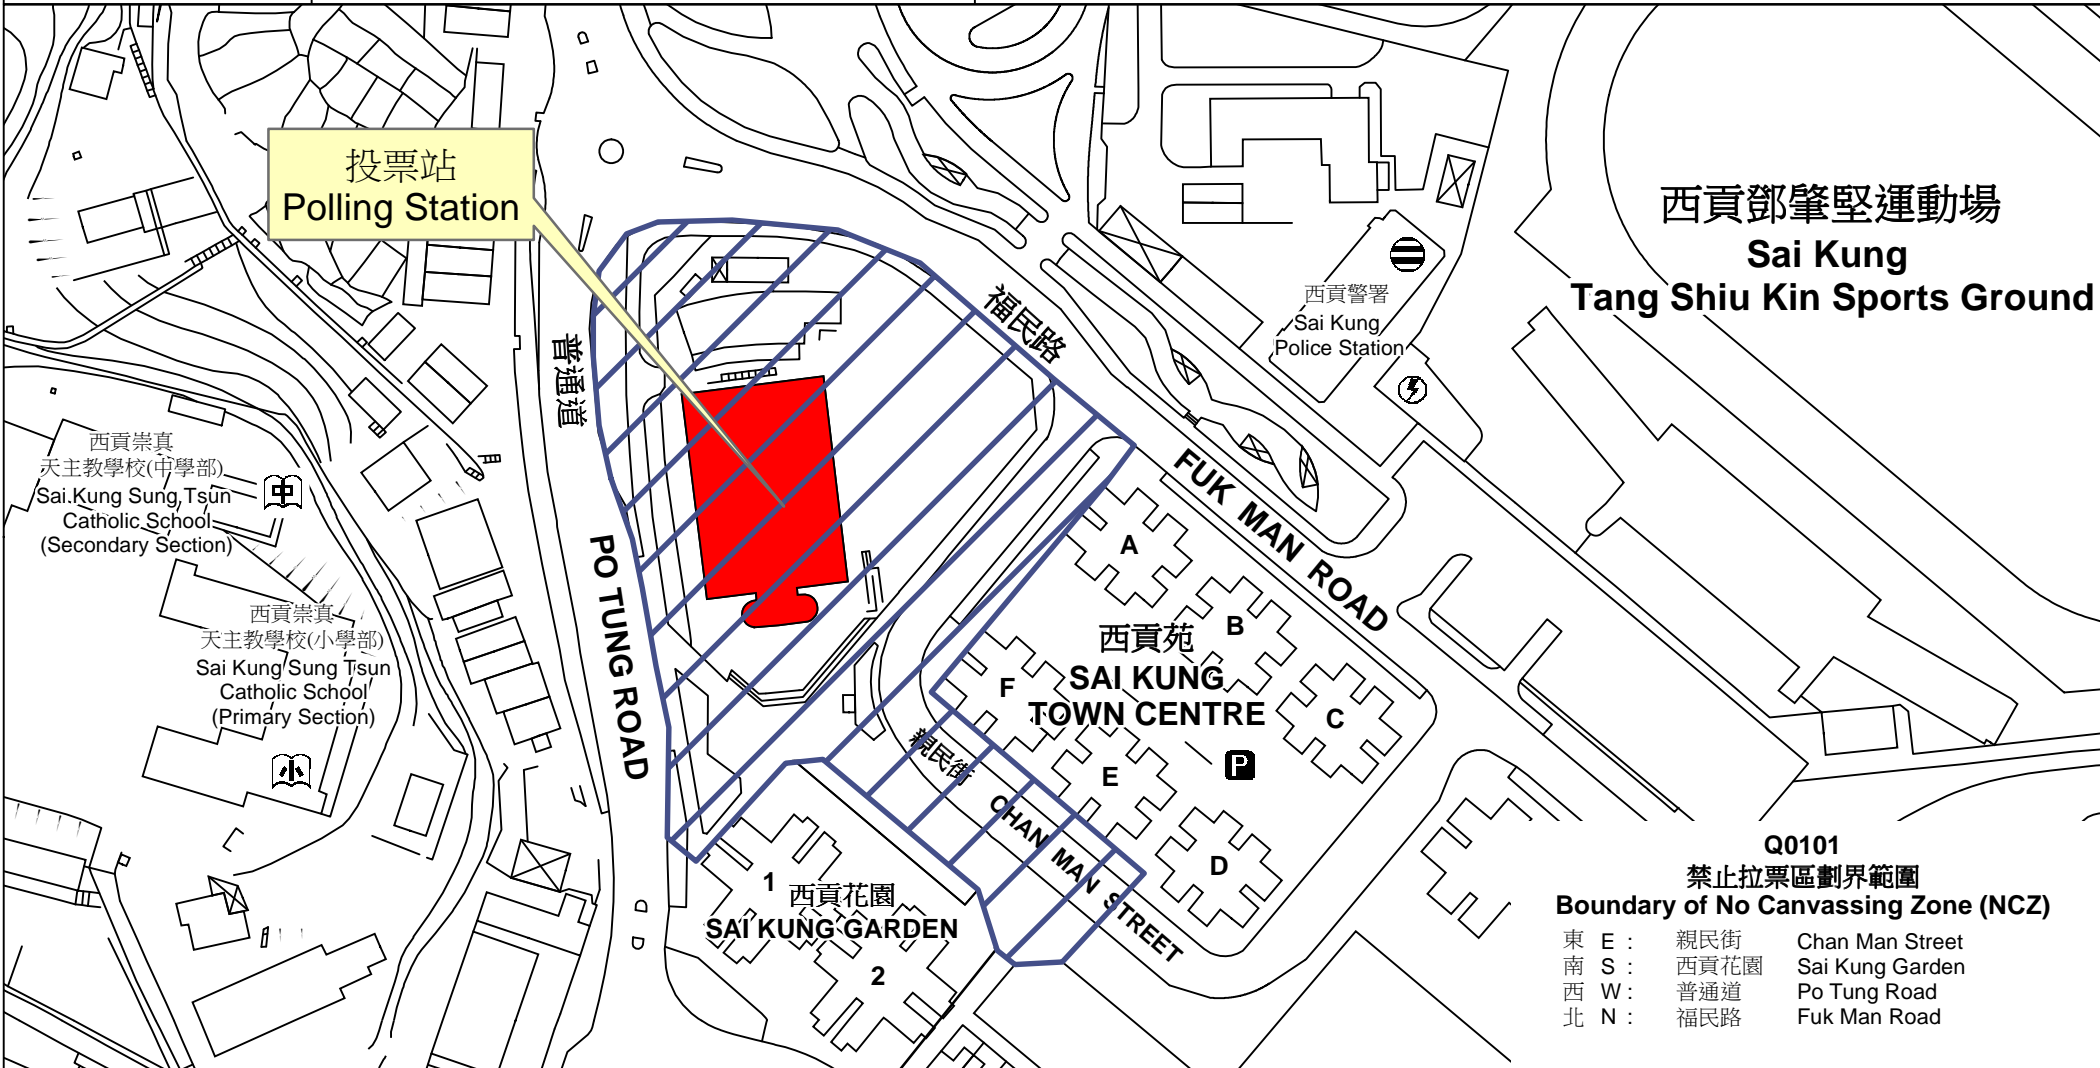 投票站
Polling Station
西貢鄧肇堅運動場
Sai Kung
Tang Shiu Kin Sports Ground
西貢警署
Sai Kung
Police Station
福民路
普通道
西貢崇真
天主教學校(中學部)
Sai Kung Sung Tsun
Catholic School
(Secondary Section)
中
FUK MAN ROAD
PO TUNG ROAD
西貢崇真
天主教學校(小學部)
Sai Kung Sung Tsun
Catholic School
(Primary Section)
小
A
B
西貢苑
SAI KUNG
TOWN CENTRE
F
C
E
P
D
親民街
CHAN MAN STREET
1
西貢花園
SAI KUNG GARDEN
2
Q0101
禁止拉票區劃界範圍
Boundary of No Canvassing Zone (NCZ)
東 E : 親民街 Chan Man Street
南 S : 西貢花園 Sai Kung Garden
西 W : 普通道 Po Tung Road
北 N : 福民路 Fuk Man Road